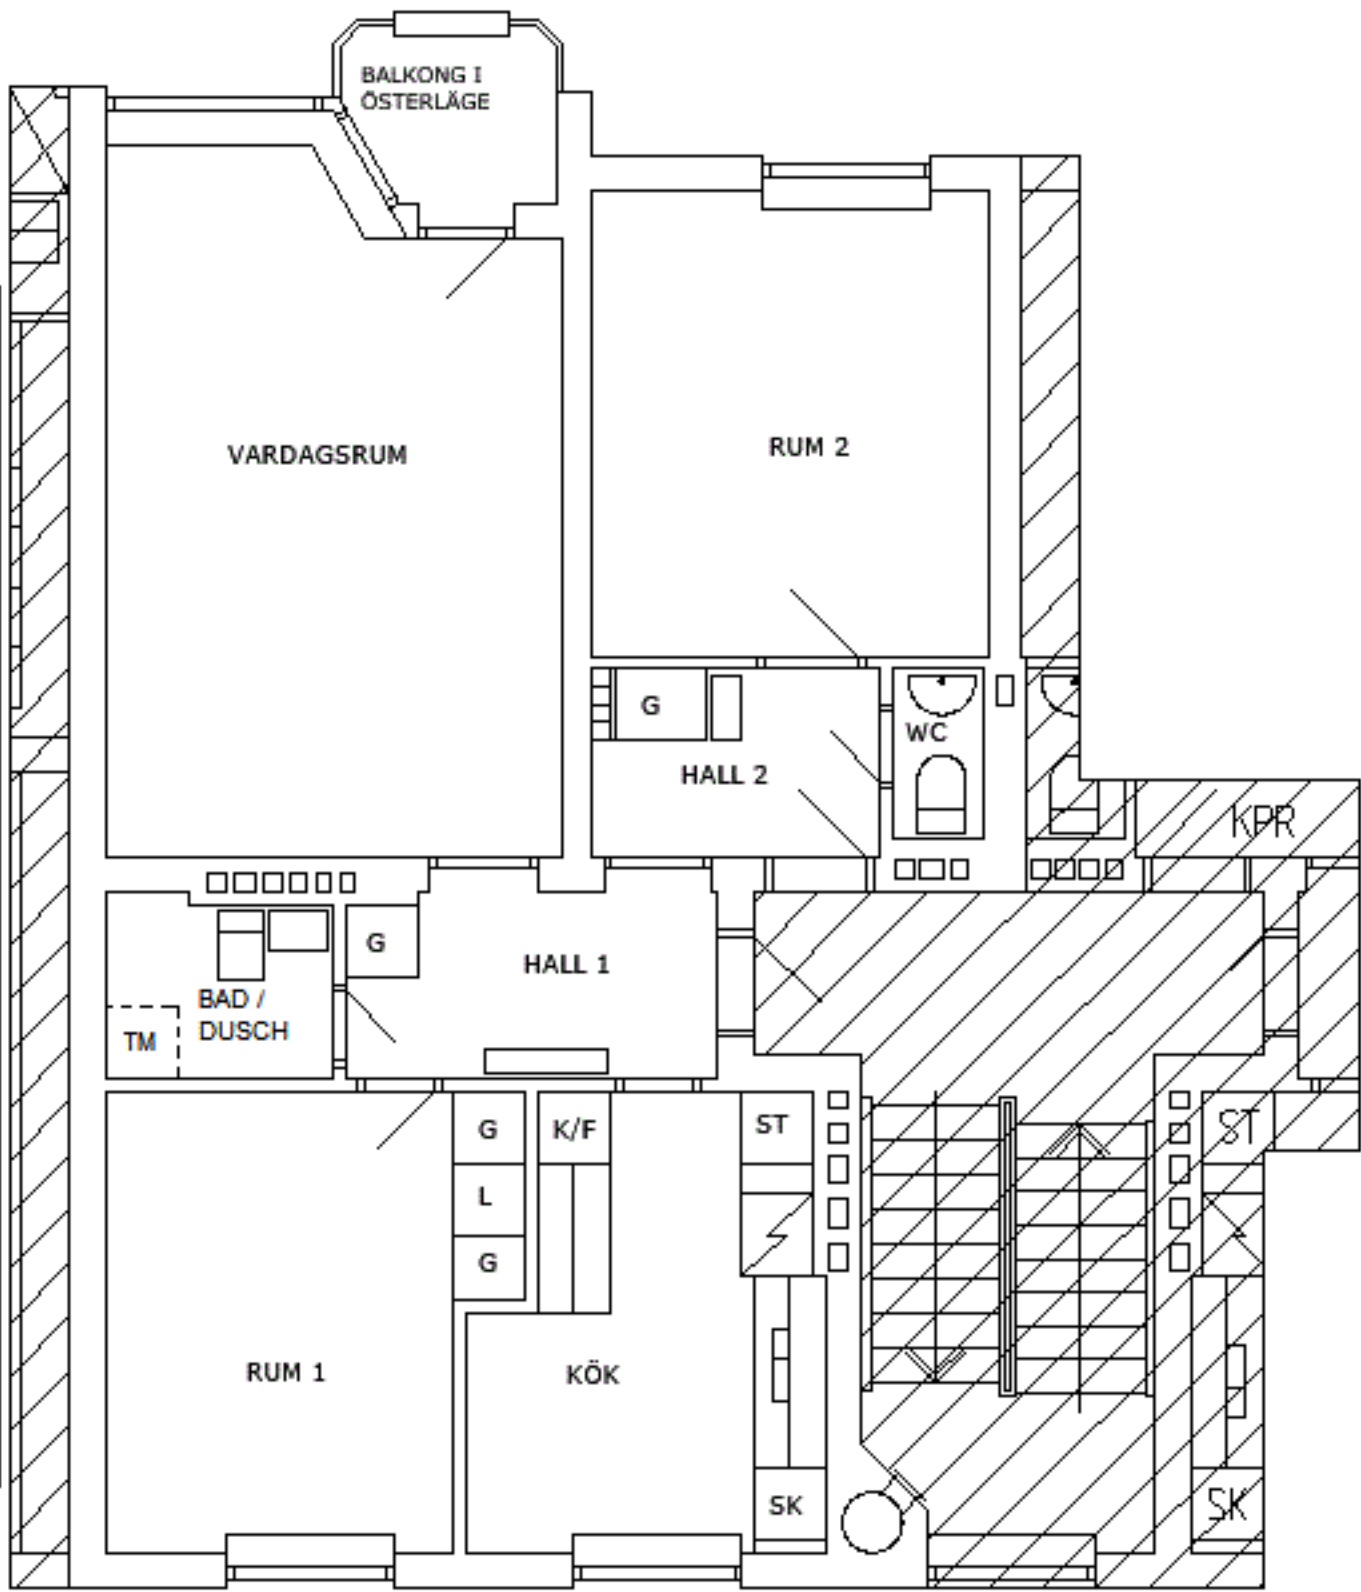 BALKONG I
ÖSTERLÄGE
VARDAGSRUM
RUM 2
G
WC
HALL 2
KPR
G
HALL 1
BAD /
DUSCH
TM
G
K/F
ST
ST
L
G
RUM 1
KÖK
SK
SK